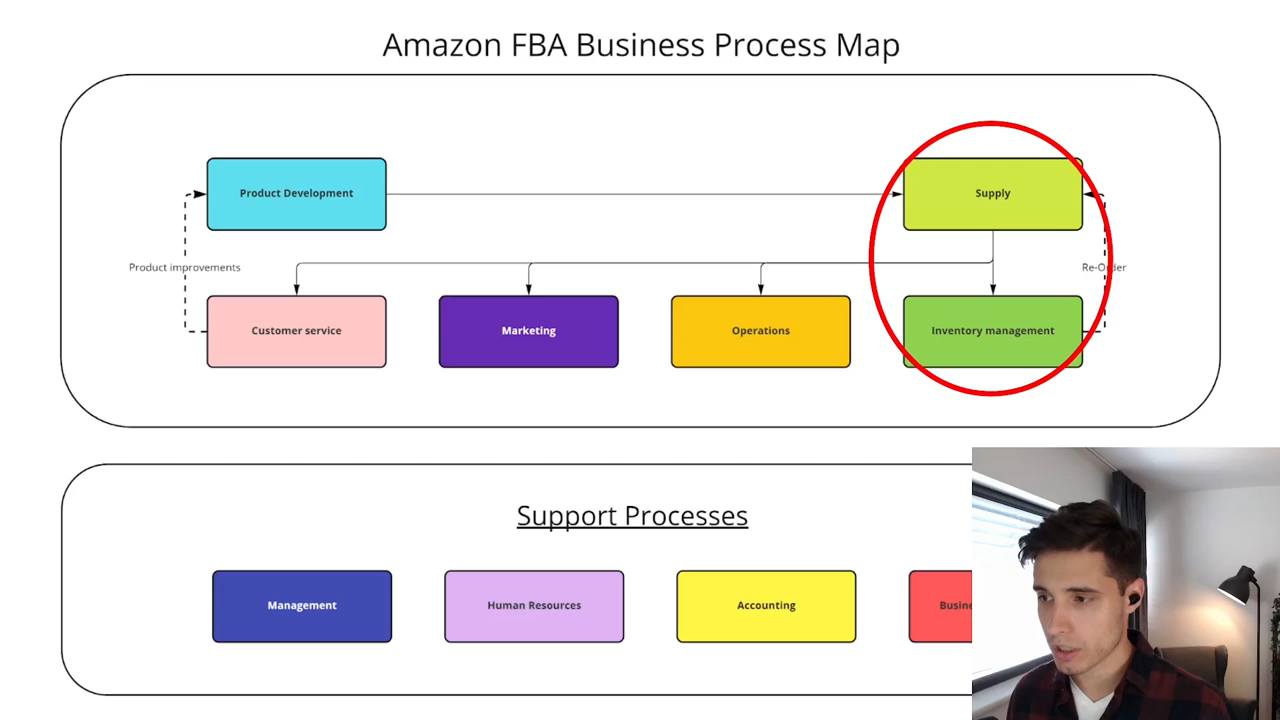 Amazon FBA Business Process Map
Product Development
Supply
Product improvements
Re-Order
Customer service
Marketing
Operations
Inventory management
Support Processes
Management
Human Resources
Accounting